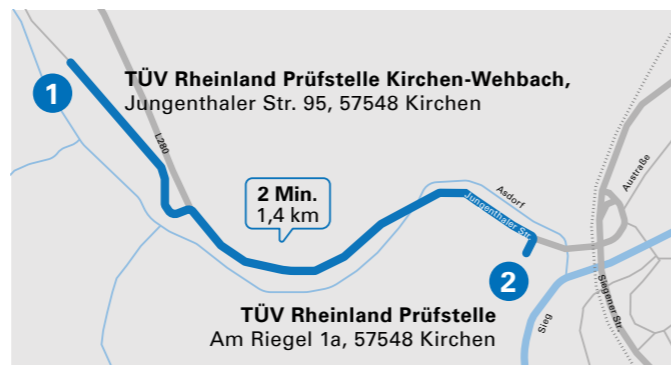 1
TÜV Rheinland Prüfstelle Kirchen-Wehbach,
Jungenthaler Str. 95, 57548 Kirchen
L280
2 Min.
1,4 km
Asdorf
Jungenthaler Str.
Austraße
2
TÜV Rheinland Prüfstelle
Am Riegel 1a, 57548 Kirchen
Sieg
Siegener Str.